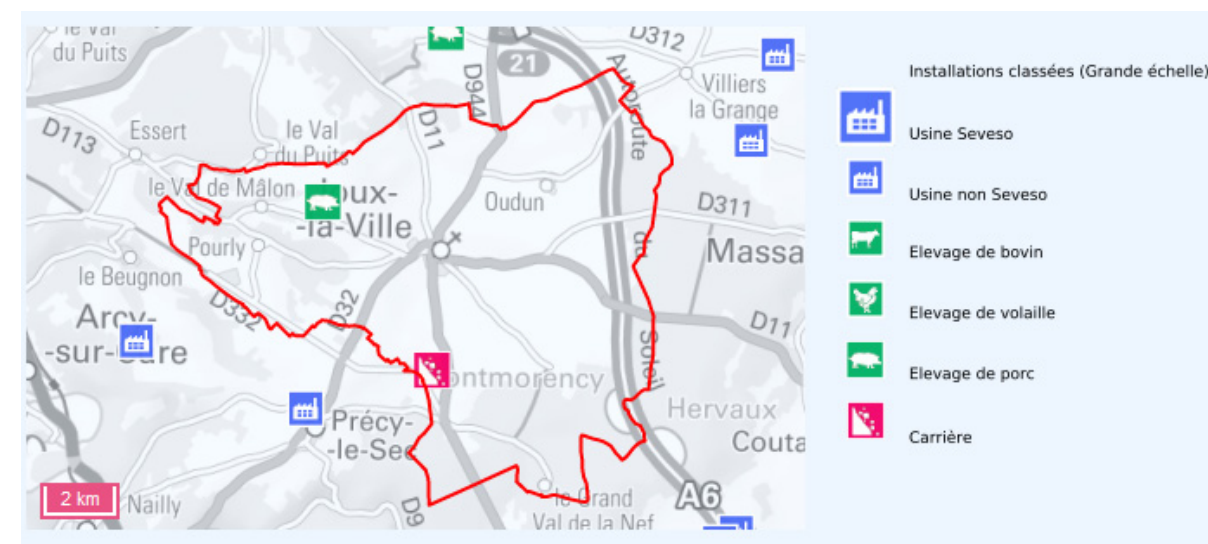 le Val
du Puits
D312
21
D944
Autoroute
Villiers
la Grange
D113
Essert
le Val
du Puits
D11
le Val de Mâlon
Joux-
-la-Ville
Oudun
D311
Pourly
du
Massa
le Beugnon
D332
D32
D11
Arcy-
-sur-Cure
Soleil
ontmorency
Hervaux
Précy-
-le-Sec
Couta
2 km
Nailly
D9
le Grand
Val de la Nef
A6
Installations classées (Grande échelle)
Usine Seveso
Usine non Seveso
Elevage de bovin
Elevage de volaille
Elevage de porc
Carrière